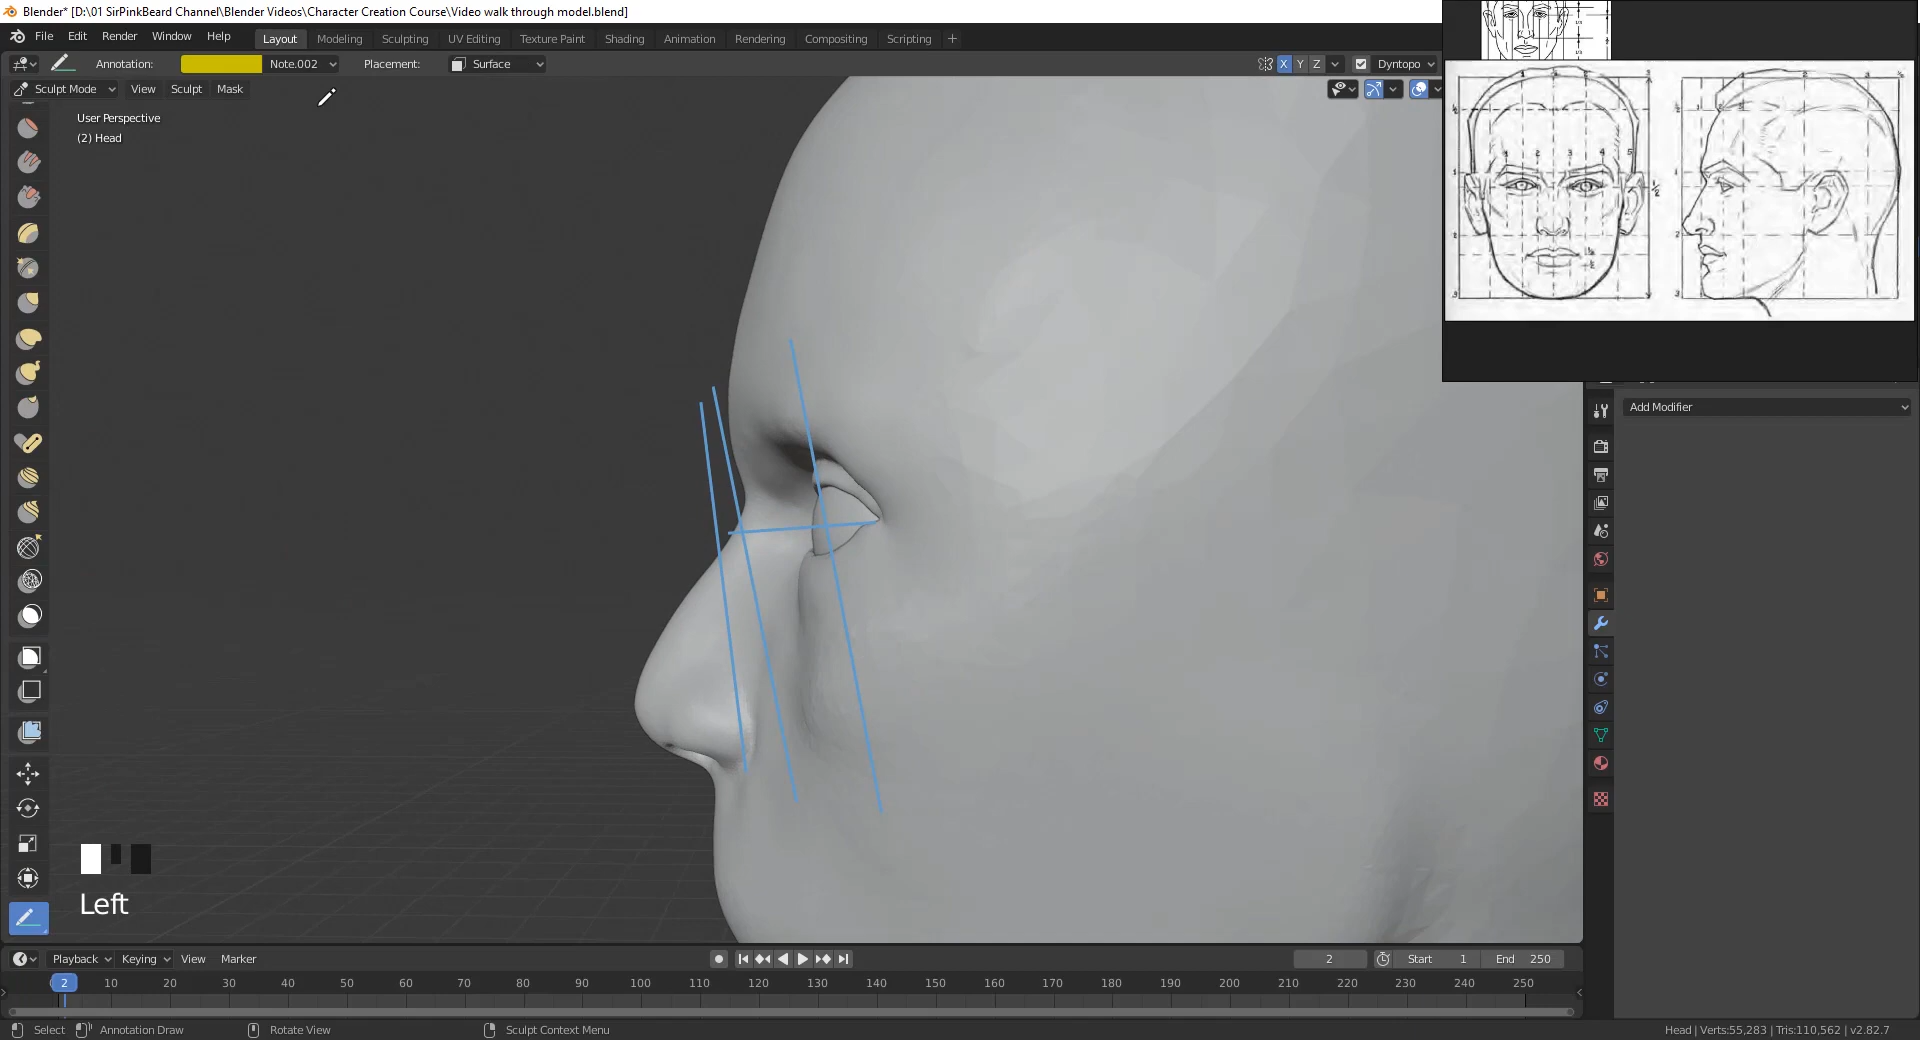 Blender* [D:\01 SirPinkBeard Channel\Blender Videos\Character Creation Course\Video walk through model.blend]
File Edit Render Window Help Layout Modeling Sculpting UV Editing Texture Paint Shading Animation Rendering Compositing Scripting +
Annotation: Note.002 Placement: Surface X Y Z Dyntopo
Sculpt Mode View Sculpt Mask
User Perspective
(2) Head
Add Modifier
Left
Playback Keying View Marker 2 Start 1 End 250
2 10 20 30 40 50 60 70 80 90 100 110 120 130 140 150 160 170 180 190 200 210 220 230 240 250
Select Annotation Draw Rotate View Sculpt Context Menu Head | Verts:55,283 | Tris:110,562 | v2.82.7